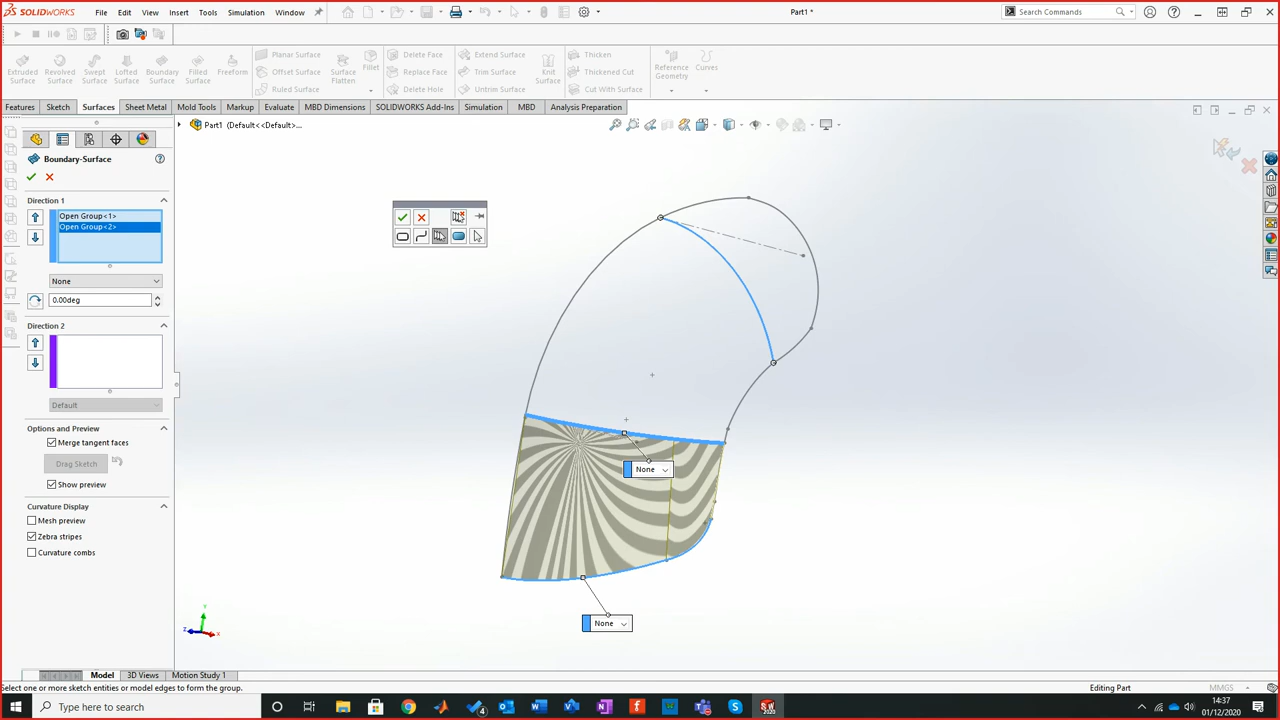 SOLIDWORKS
File
Edit
View
Insert
Tools
Simulation
Window
Part1 *
Search Commands
Extruded Surface
Revolved Surface
Swept Surface
Lofted Surface
Boundary Surface
Filled Surface
Freeform
Planar Surface
Offset Surface
Ruled Surface
Surface Flatten
Fillet
Delete Face
Replace Face
Delete Hole
Extend Surface
Trim Surface
Untrim Surface
Knit Surface
Thicken
Thickened Cut
Cut With Surface
Reference Geometry
Curves
Features
Sketch
Surfaces
Sheet Metal
Mold Tools
Markup
Evaluate
MBD Dimensions
SOLIDWORKS Add-Ins
Simulation
MBD
Analysis Preparation
Part1 (Default<<Default>...
Boundary-Surface
Direction 1
Open Group<1>
Open Group<2>
None
0.00deg
Direction 2
Default
Options and Preview
Merge tangent faces
Drag Sketch
Show preview
Curvature Display
Mesh preview
Zebra stripes
Curvature combs
None
None
Y
Z
X
Model
3D Views
Motion Study 1
Select one or more sketch entities or model edges to form the group.
Editing Part
MMGS
Type here to search
4
SW
2020
14:37
01/12/2020